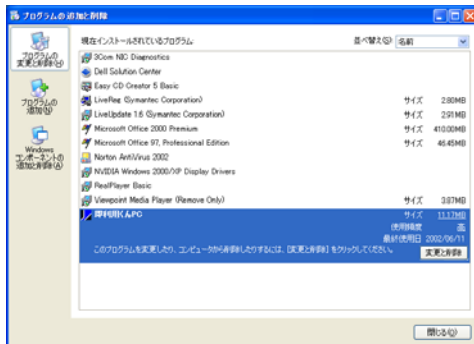 プログラムの追加と削除
現在インストールされているプログラム:
並べ替え(S): 名前
プログラムの
変更と削除(H)
プログラムの
追加(N)
Windows
コンポーネントの
追加と削除(A)
3Com NIC Diagnostics
Dell Solution Center
Easy CD Creator 5 Basic
LiveReg (Symantec Corporation) サイズ 2.80MB
LiveUpdate 1.6 (Symantec Corporation) サイズ 2.91MB
Microsoft Office 2000 Premium サイズ 410.00MB
Microsoft Office 97, Professional Edition サイズ 46.45MB
Norton AntiVirus 2002
NVIDIA Windows 2000/XP Display Drivers
RealPlayer Basic
Viewpoint Media Player (Remove Only) サイズ 3.87MB
即利用くんPC サイズ 11.17MB
使用頻度 高
最終使用日 2002/06/11
このプログラムを変更したり、コンピュータから削除したりするには、[変更と削除] をクリックしてください。
変更と削除
閉じる(O)